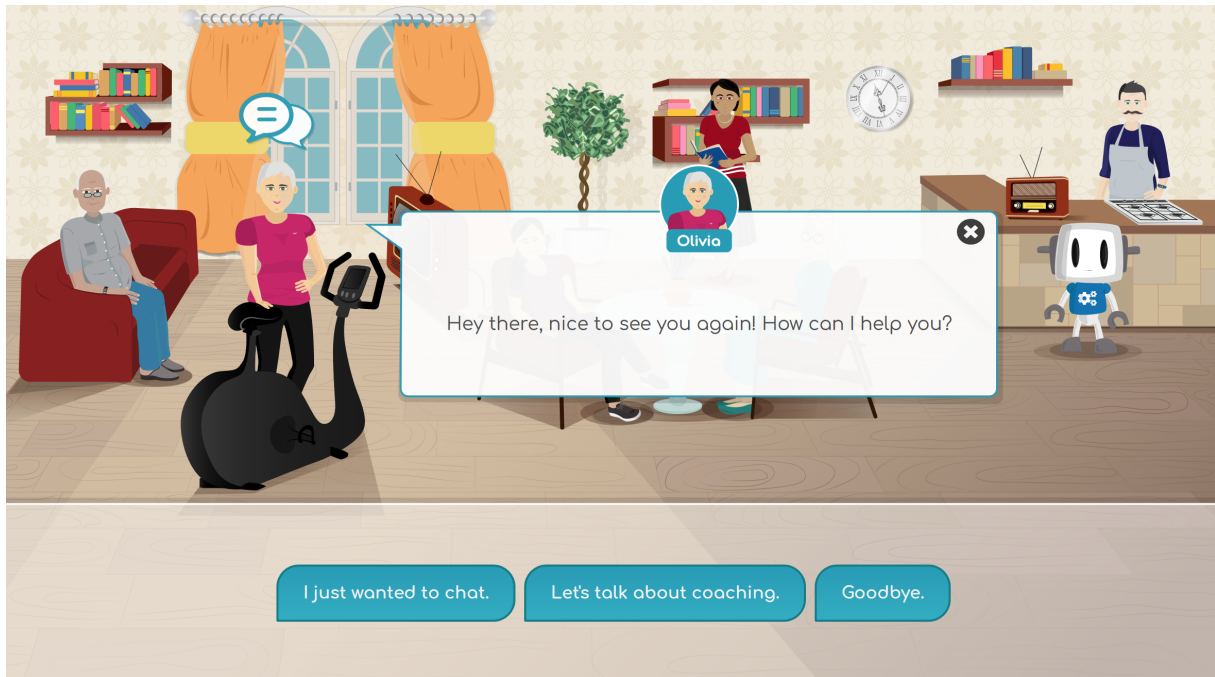 Olivia
Hey there, nice to see you again! How can I help you?
I just wanted to chat.
Let's talk about coaching.
Goodbye.